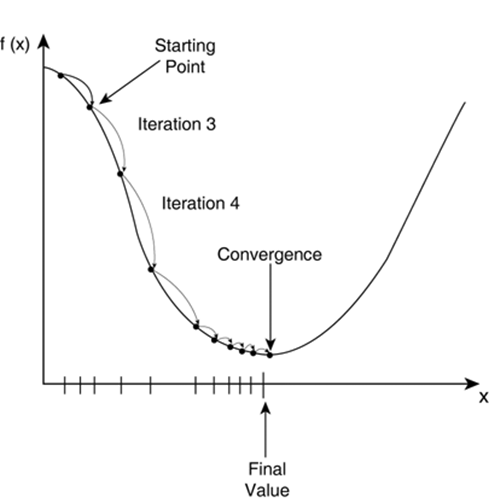 f (x)
Starting
Point
Iteration 3
Iteration 4
Convergence
x
Final
Value